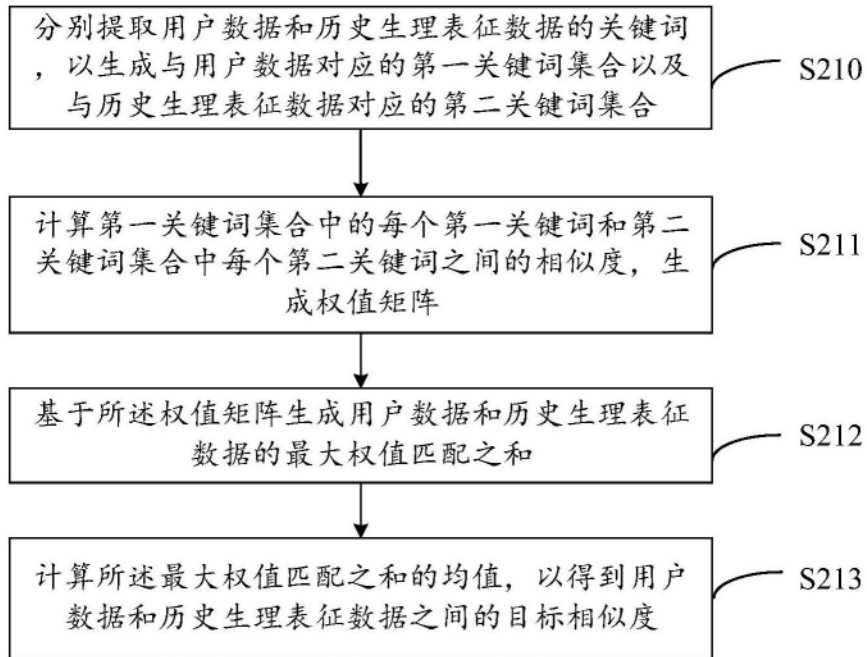 分别提取用户数据和历史生理表征数据的关键词
，以生成与用户数据对应的第一关键词集合以及
与历史生理表征数据对应的第二关键词集合
S210
计算第一关键词集合中的每个第一关键词和第二
关键词集合中每个第二关键词之间的相似度，生
成权值矩阵
S211
基于所述权值矩阵生成用户数据和历史生理表征
数据的最大权值匹配之和
S212
计算所述最大权值匹配之和的均值，以得到用户
数据和历史生理表征数据之间的目标相似度
S213